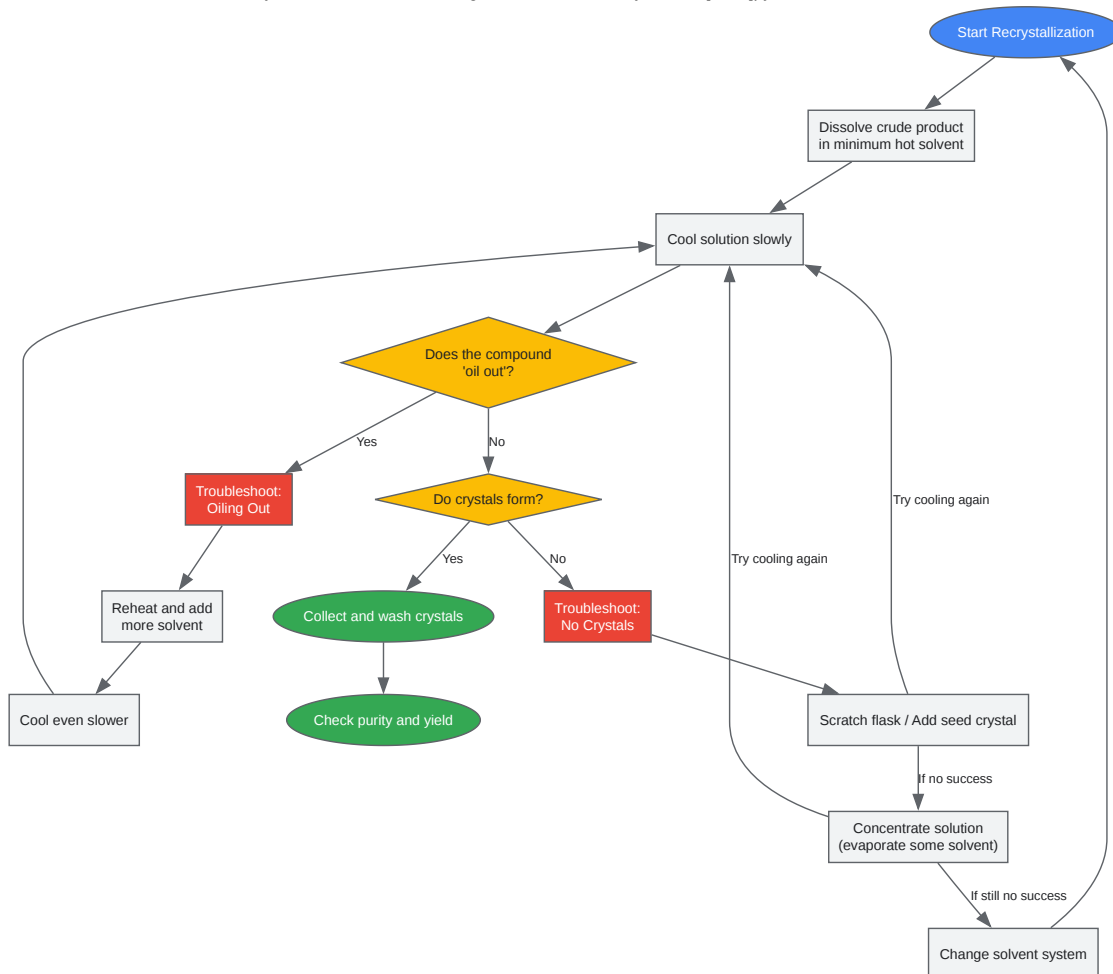 Start Recrystallization
Dissolve crude product
in minimum hot solvent
Cool solution slowly
Does the compound
'oil out'?
Yes
No
Troubleshoot:
Oiling Out
Do crystals form?
Try cooling again
Yes
No
Try cooling again
Reheat and add
more solvent
Collect and wash crystals
Troubleshoot:
No Crystals
Cool even slower
Check purity and yield
Scratch flask / Add seed crystal
If no success
Concentrate solution
(evaporate some solvent)
If still no success
Change solvent system